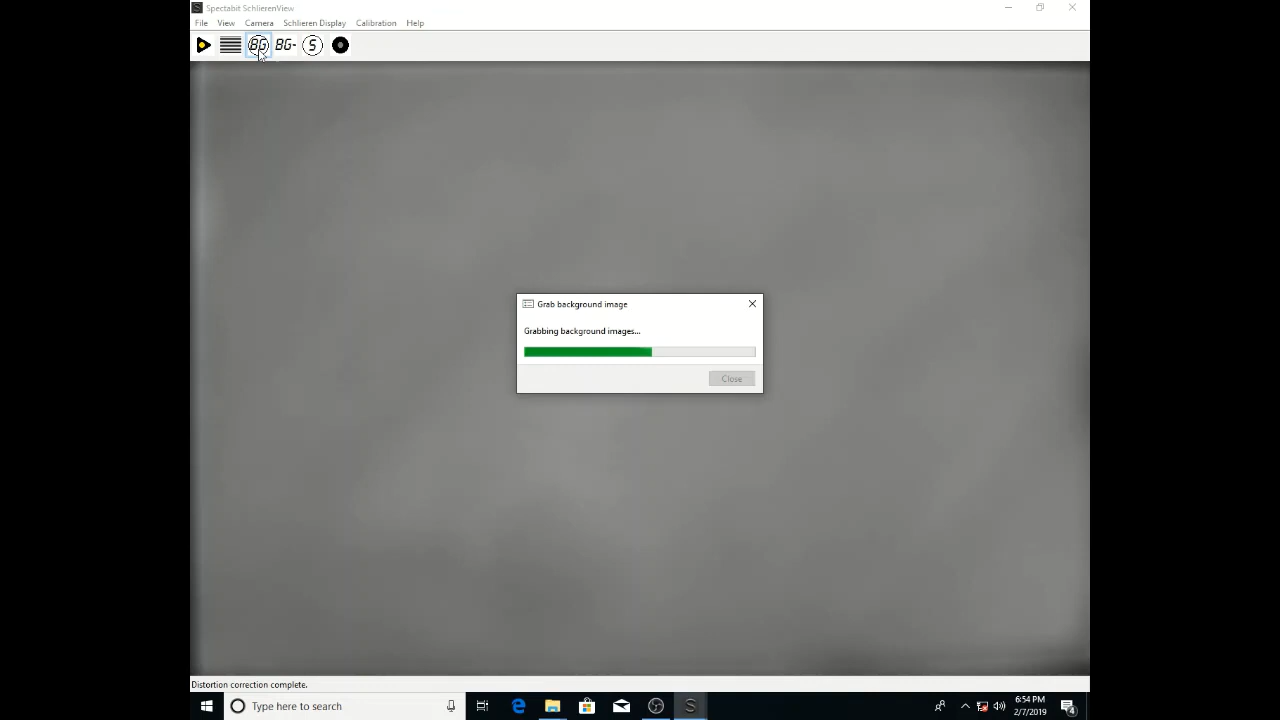 Spectabit SchlierenView
File View Camera Schlieren Display Calibration Help
BG BG- S
Grab background image
Grabbing background images...
Close
Distortion correction complete.
Type here to search
6:54 PM
2/7/2019
4